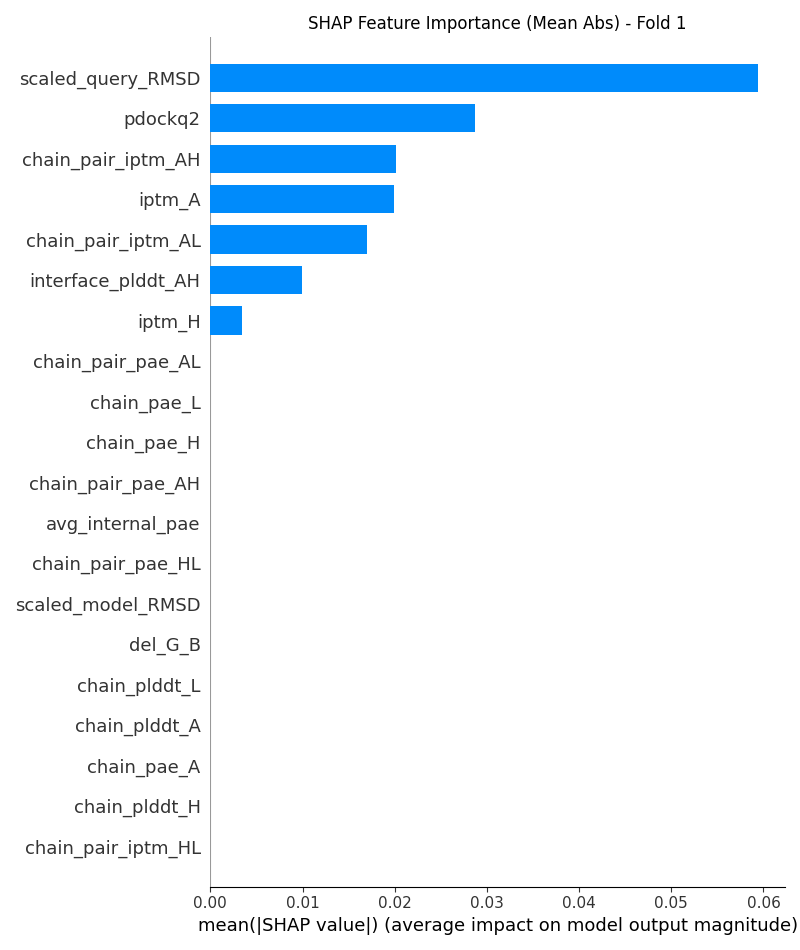 SHAP Feature Importance (Mean Abs) - Fold 1
scaled_query_RMSD
pdockq2
chain_pair_iptm_AH
iptm_A
chain_pair_iptm_AL
interface_plddt_AH
iptm_H
chain_pair_pae_AL
chain_pae_L
chain_pae_H
chain_pair_pae_AH
avg_internal_pae
chain_pair_pae_HL
scaled_model_RMSD
del_G_B
chain_plddt_L
chain_plddt_A
chain_pae_A
chain_plddt_H
chain_pair_iptm_HL
0.00 0.01 0.02 0.03 0.04 0.05 0.06
mean(|SHAP value|) (average impact on model output magnitude)